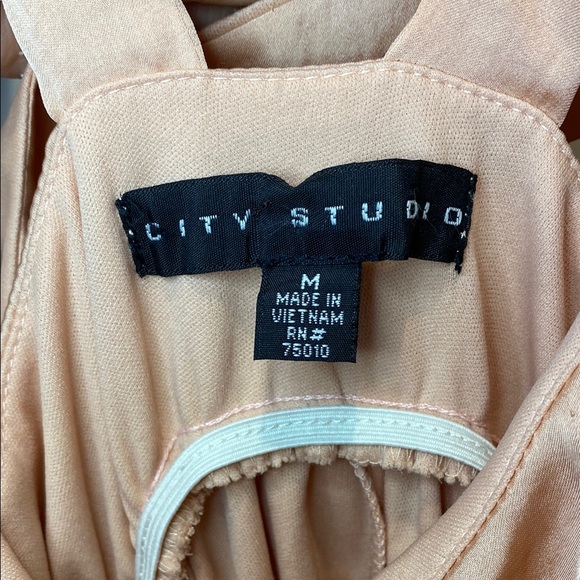 CITY STUDIO
M
MADE IN
VIETNAM
RN#
75010